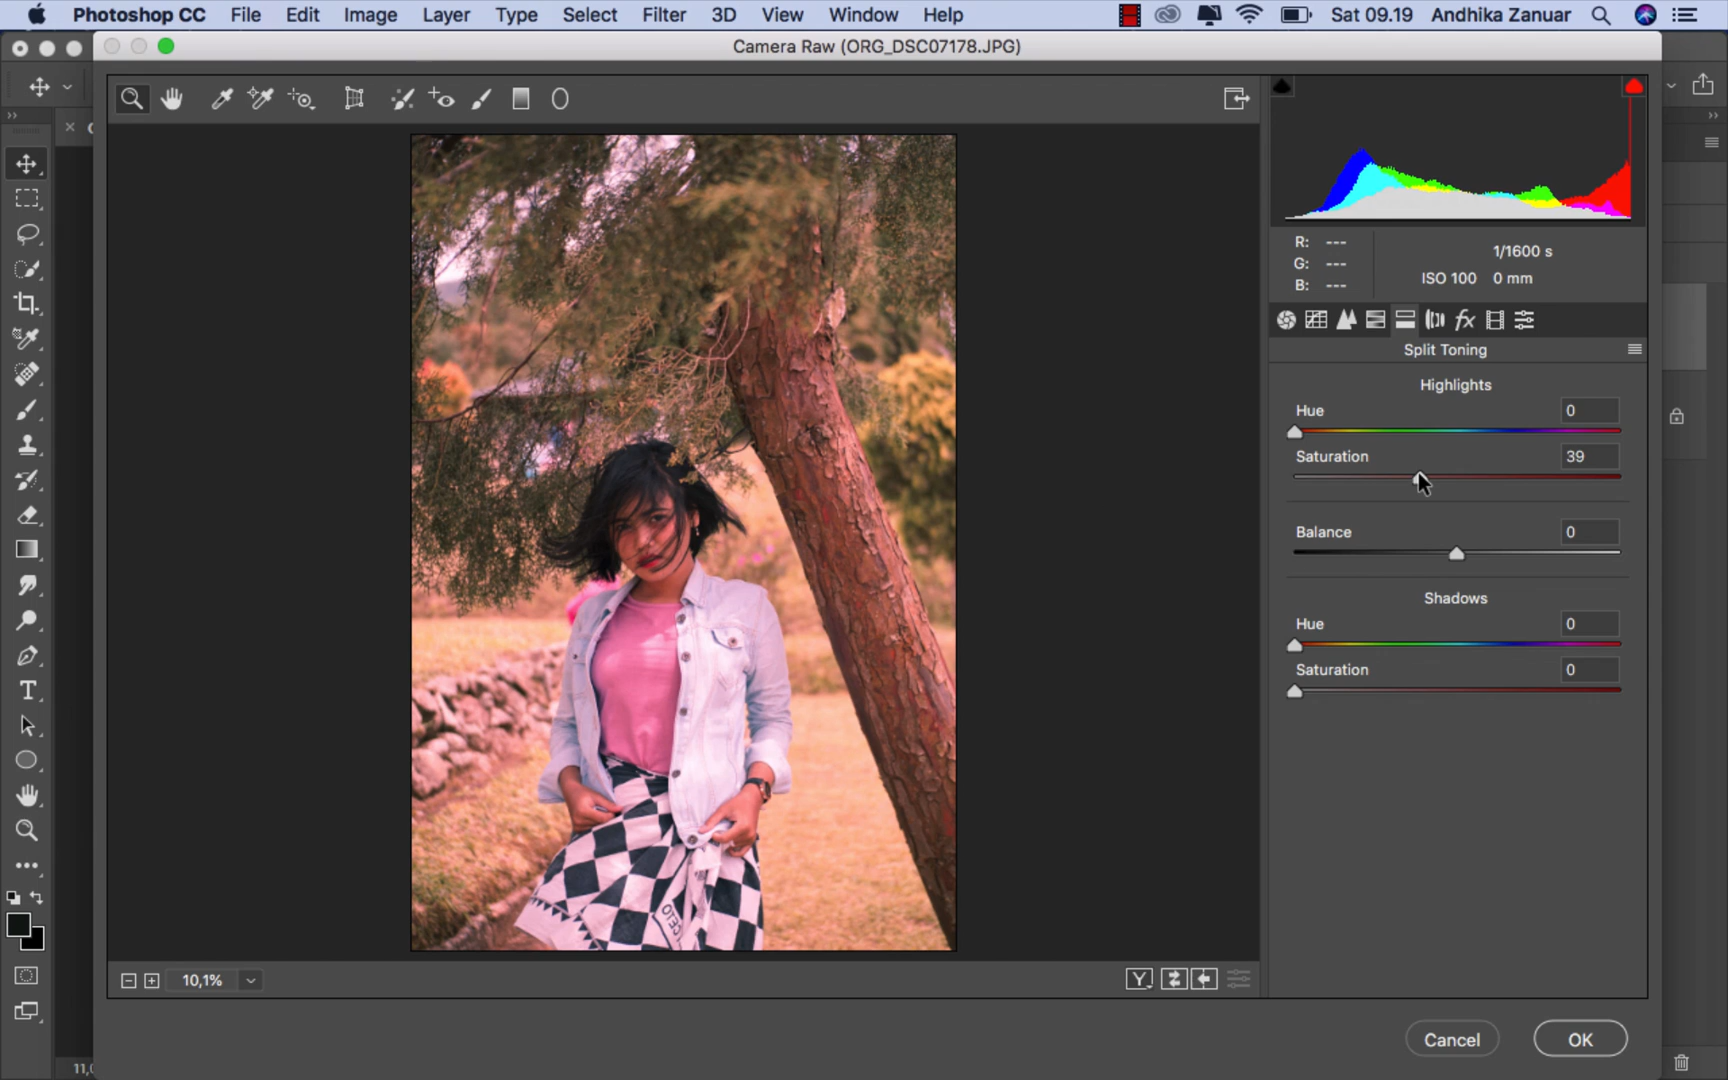 Photoshop CC File Edit Image Layer Type Select Filter 3D View Window Help Sat 09.19 Andhika Zanuar
Camera Raw (ORG_DSC07178.JPG)
R: ---
G: ---
B: ---
1/1600 s
ISO 100 0 mm
fx
Split Toning
Highlights
Hue 0
Saturation 39
Balance 0
Shadows
Hue 0
Saturation 0
CETO
T
10,1%
Y
Cancel OK